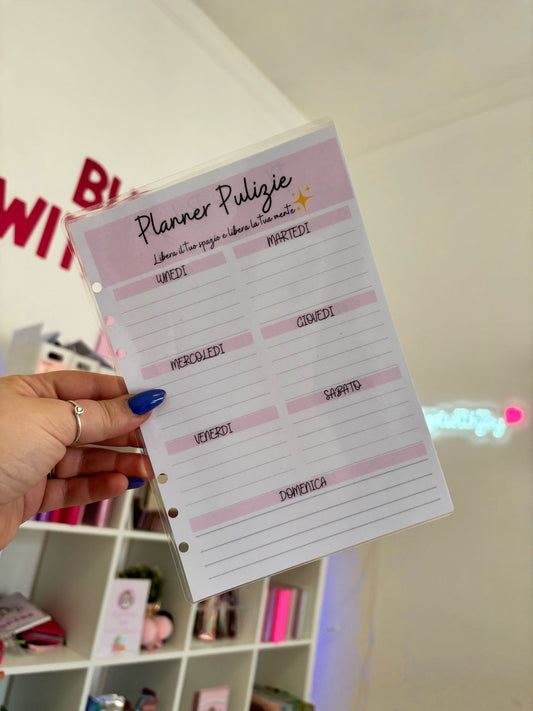 Planner Pulizie
Libera il tuo spazio e libera la tua mente
LUNEDI
MARTEDI
MERCOLEDI
GIOVEDI
VENERDI
SABATO
DOMENICA